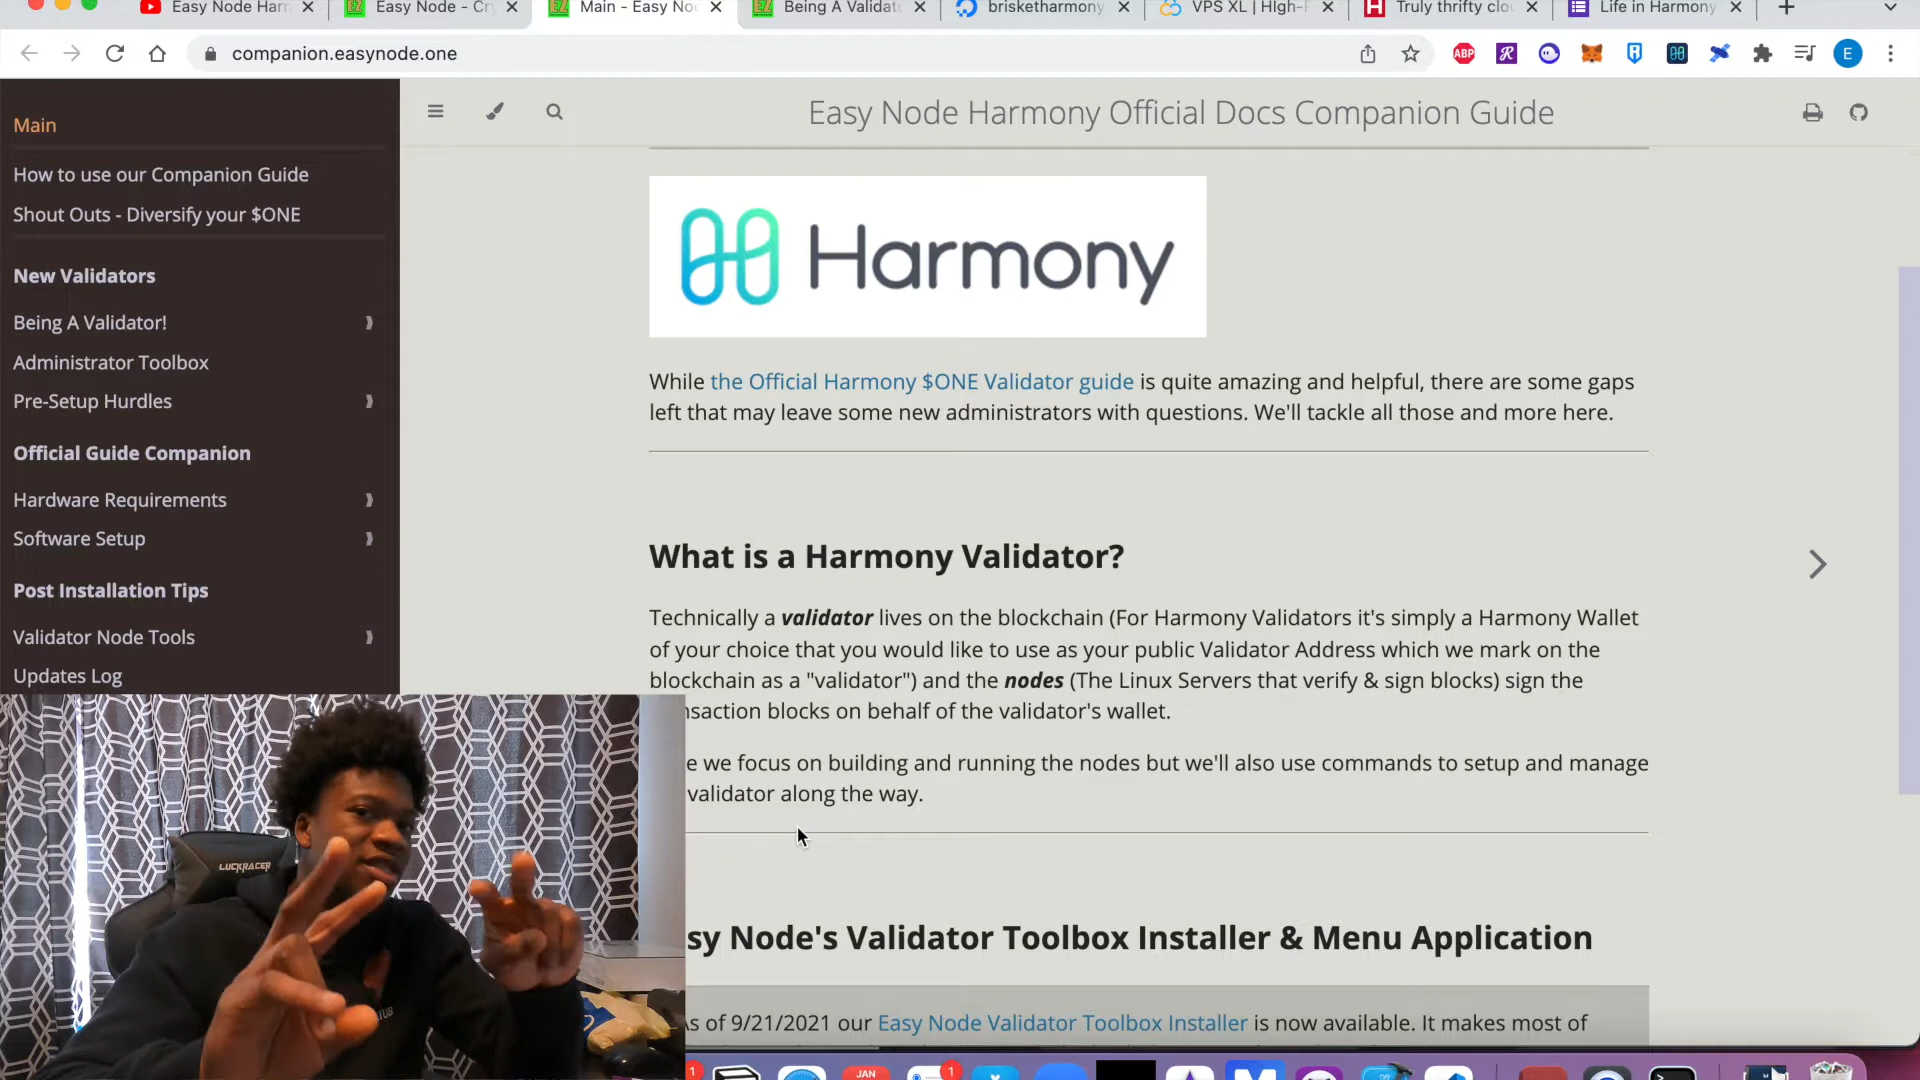 Easy Node Harm
Easy Node - Cry
Main - Easy No
Being A Validat
brisketharmony
VPS XL | High-P
Truly thrifty clou
Life in Harmony
companion.easynode.one
ABP
E
Easy Node Harmony Official Docs Companion Guide
Main
How to use our Companion Guide
Shout Outs - Diversify your $ONE
New Validators
Being A Validator!
Administrator Toolbox
Pre-Setup Hurdles
Official Guide Companion
Hardware Requirements
Software Setup
Post Installation Tips
Validator Node Tools
Updates Log
Harmony
While the Official Harmony $ONE Validator guide is quite amazing and helpful, there are some gaps
left that may leave some new administrators with questions. We'll tackle all those and more here.
What is a Harmony Validator?
Technically a validator lives on the blockchain (For Harmony Validators it's simply a Harmony Wallet
of your choice that you would like to use as your public Validator Address which we mark on the
blockchain as a "validator") and the nodes (The Linux Servers that verify & sign blocks) sign the
nsaction blocks on behalf of the validator's wallet.
e we focus on building and running the nodes but we'll also use commands to setup and manage
validator along the way.
sy Node's Validator Toolbox Installer & Menu Application
As of 9/21/2021 our Easy Node Validator Toolbox Installer is now available. It makes most of
LUCKRACER
JAN
1
1